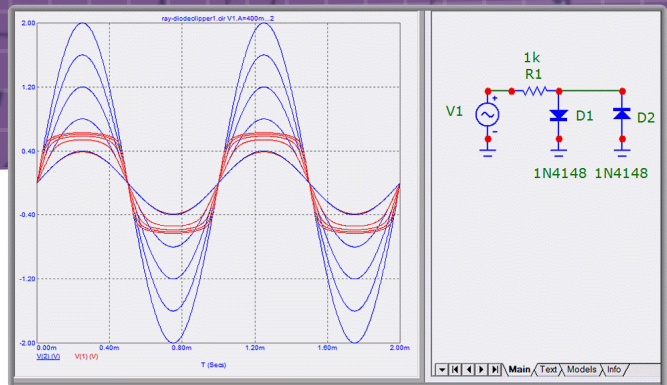 ray-diodeclipper1.cir V1.A=400m...2
2.00
1.20
0.40
-0.40
-1.20
-2.00
0.00m 0.40m 0.80m 1.20m 1.60m 2.00m
V(2) (V) V(1) (V)
T (Secs)
1k
R1
V1
+
-
D1
D2
1N4148 1N4148
Main Text Models Info